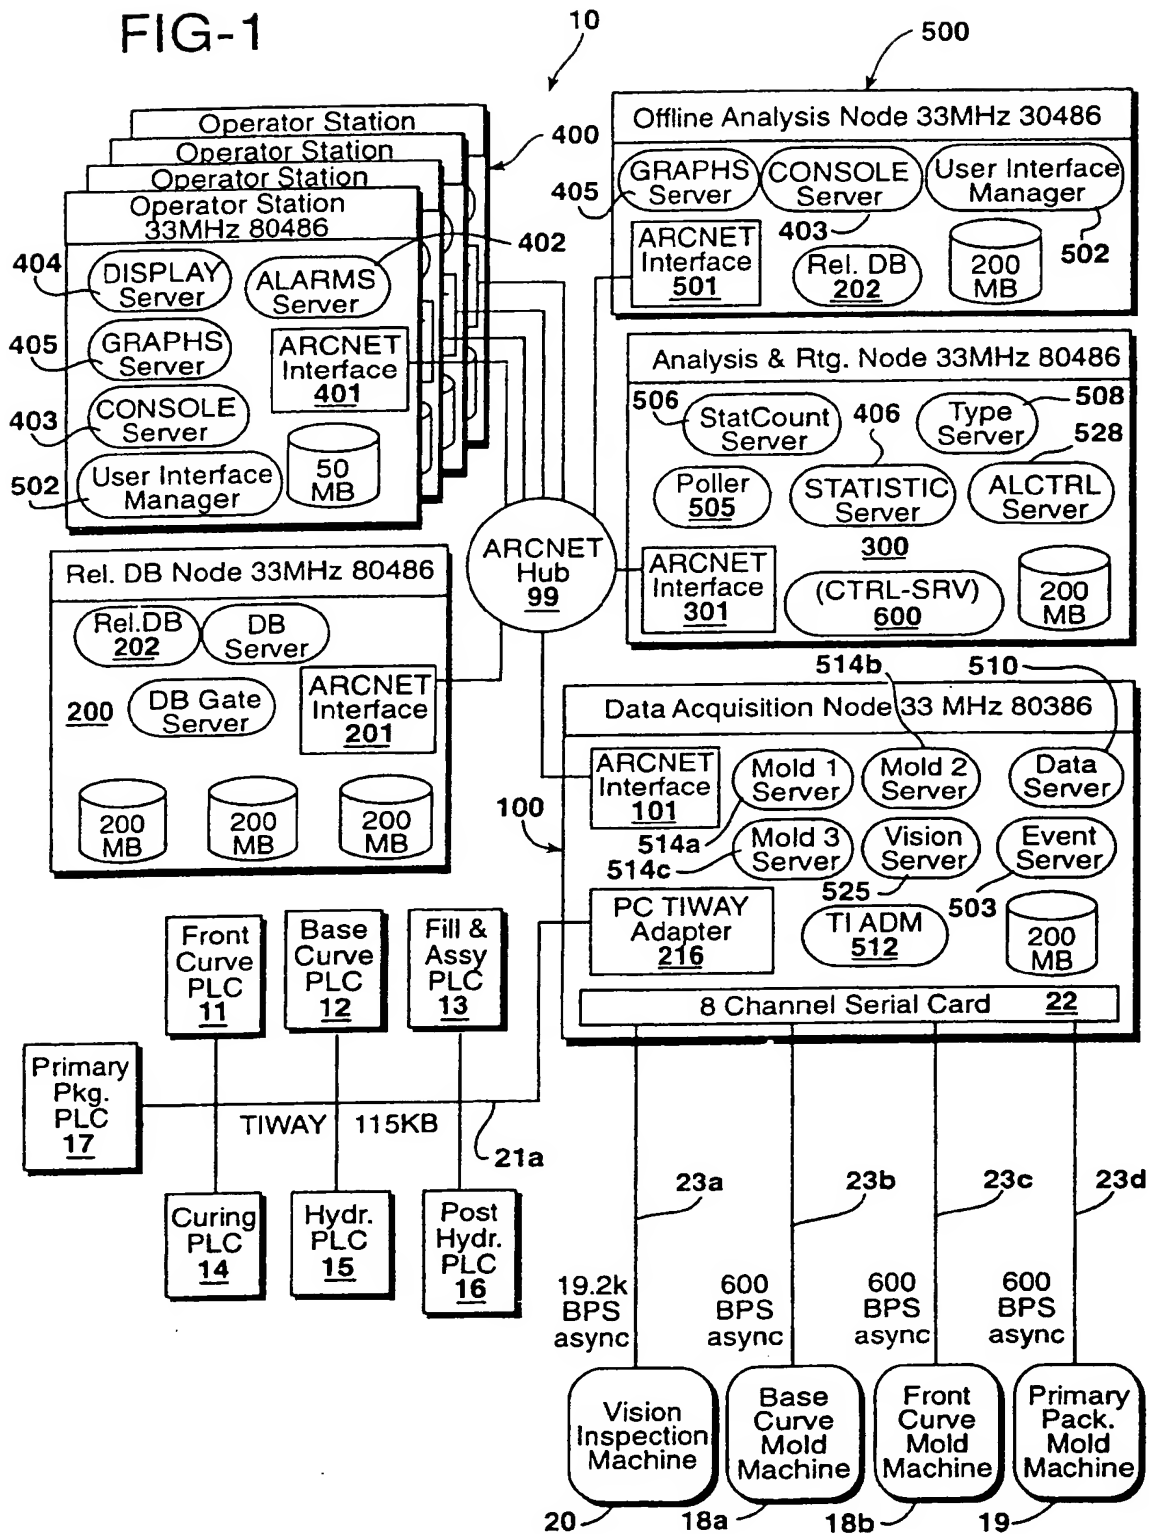 FIG-1
10
500
Operator Station
Operator Station
Operator Station
Operator Station
33MHz 80486
400
402
404
DISPLAY
Server
ALARMS
Server
405
GRAPHS
Server
ARCNET
Interface
401
403
CONSOLE
Server
502
User Interface
Manager
50
MB
Offline Analysis Node 33MHz 30486
405
GRAPHS
Server
CONSOLE
Server
403
User Interface
Manager
502
ARCNET
Interface
501
Rel. DB
202
200
MB
Analysis & Rtg. Node 33MHz 80486
506
StatCount
Server
406
Type
Server
508
528
Poller
505
STATISTIC
Server
ALCTRL
Server
300
ARCNET
Interface
301
(CTRL-SRV)
600
200
MB
ARCNET
Hub
99
Rel. DB Node 33MHz 80486
Rel.DB
202
DB
Server
200
DB Gate
Server
ARCNET
Interface
201
200
MB
200
MB
200
MB
514b
510
Data Acquisition Node 33 MHz 80386
100
ARCNET
Interface
101
Mold 1
Server
Mold 2
Server
Data
Server
514a
514c
Mold 3
Server
Vision
Server
525
Event
Server
503
PC TIWAY
Adapter
216
TI ADM
512
200
MB
8 Channel Serial Card 22
Front
Curve
PLC
11
Base
Curve
PLC
12
Fill &
Assy
PLC
13
Primary
Pkg.
PLC
17
TIWAY 115KB
21a
Curing
PLC
14
Hydr.
PLC
15
Post
Hydr.
PLC
16
23a
23b
23c
23d
19.2k
BPS
async
600
BPS
async
600
BPS
async
600
BPS
async
Vision
Inspection
Machine
20
Base
Curve
Mold
Machine
18a
Front
Curve
Mold
Machine
18b
Primary
Pack.
Mold
Machine
19